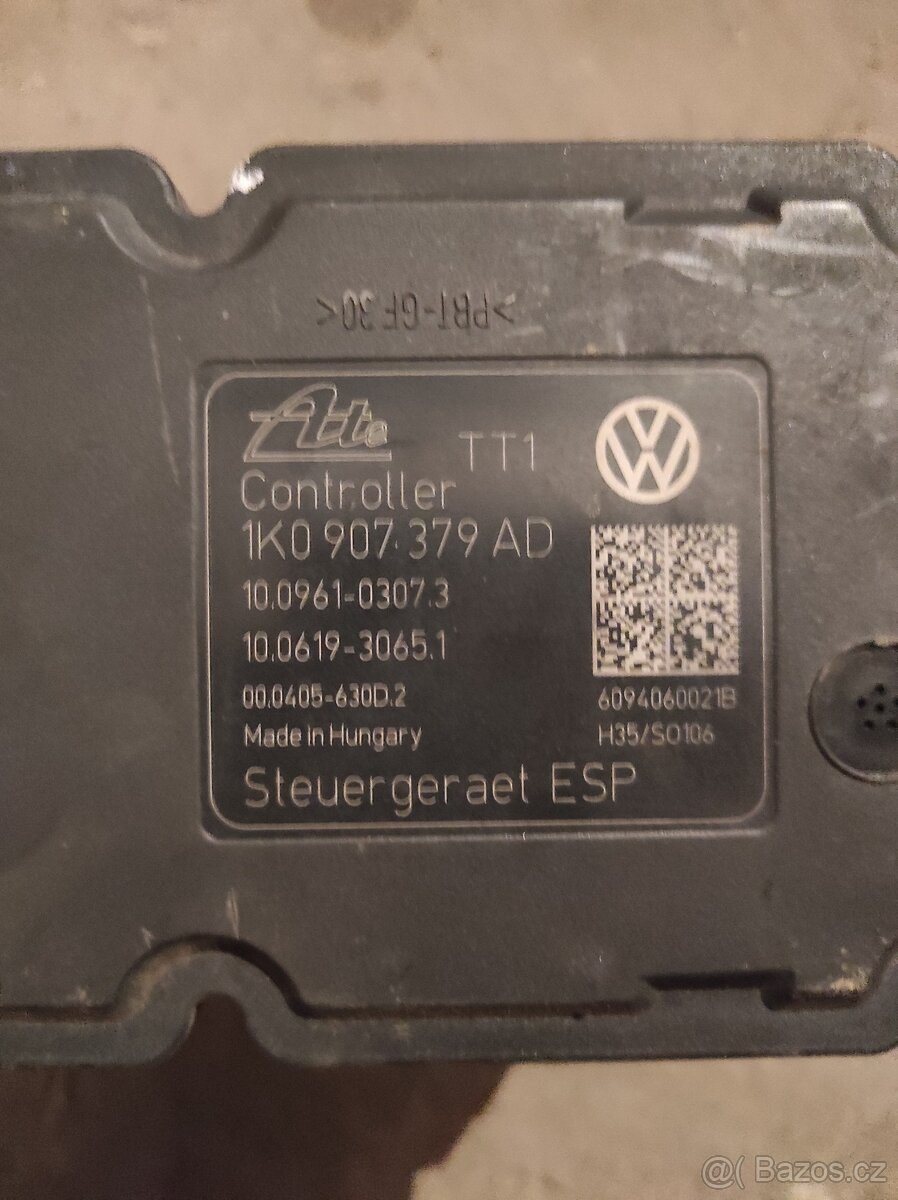 >PBT-GF30<
Ate
TT1
Controller
1K0 907 379 AD
10.0961-0307.3
10.0619-3065.1
00.0405-630D.2
6094060021B
Made in Hungary
H35/S0106
Steuergeraet ESP
@( Bazos.cz